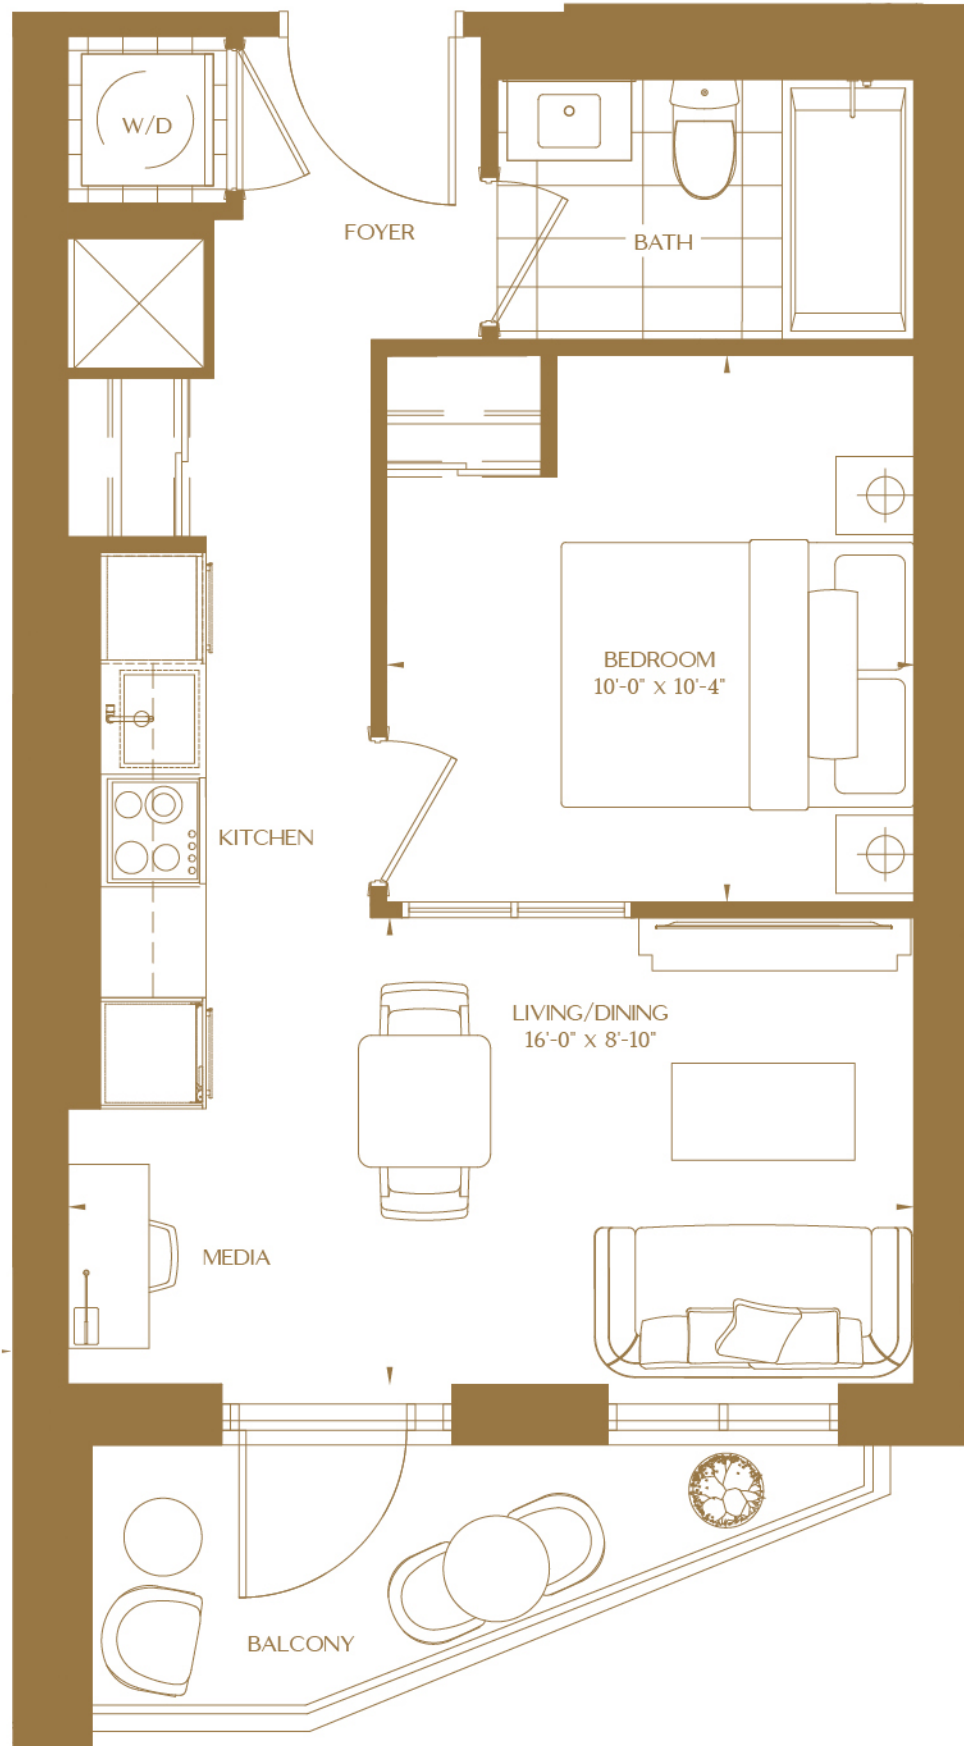 W/D
FOYER
BATH
BEDROOM
10'-0" X 10'-4"
KITCHEN
LIVING/DINING
16'-0" X 8'-10"
MEDIA
BALCONY